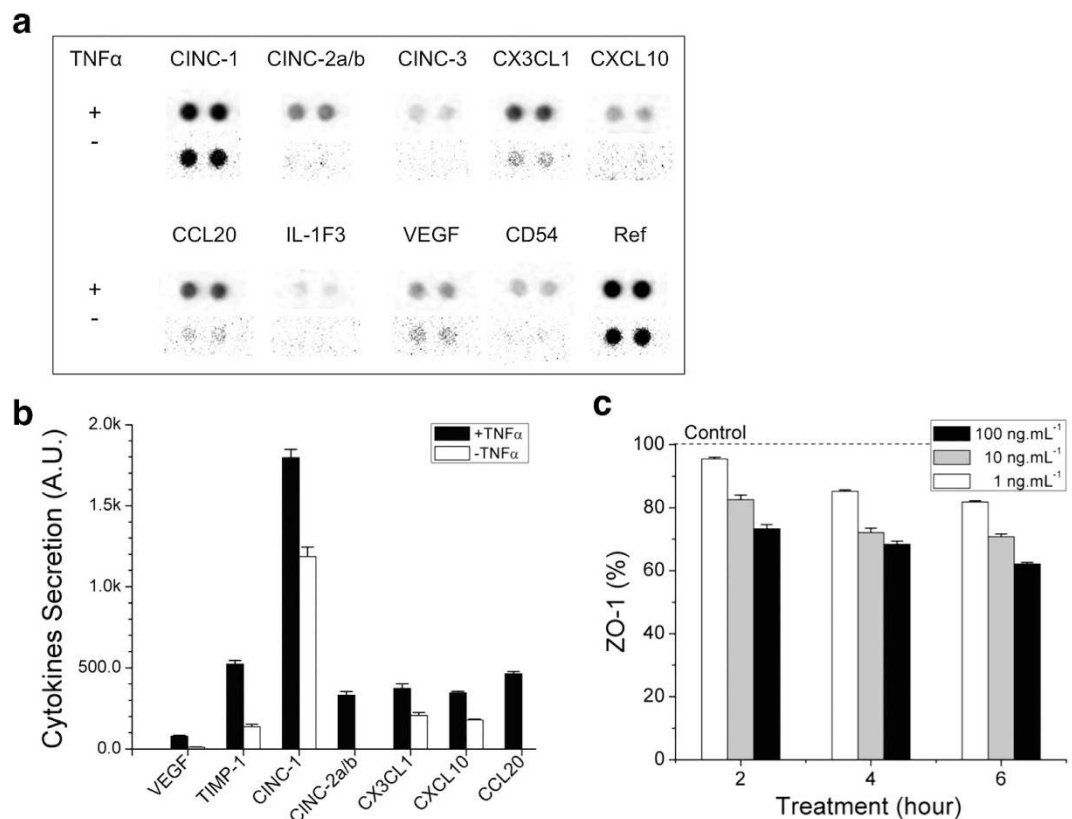 a
TNFα CINC-1 CINC-2a/b CINC-3 CX3CL1 CXCL10
+
-
CCL20 IL-1F3 VEGF CD54 Ref
+
-
b
Cytokines Secretion (A.U.)
2.0k
1.5k
1.0k
500.0
0.0
+TNFα
-TNFα
VEGF
TIMP-1
CINC-1
CINC-2a/b
CX3CL1
CXCL10
CCL20
c
ZO-1 (%)
100
80
60
40
20
0
Control
100 ng.mL⁻¹
10 ng.mL⁻¹
1 ng.mL⁻¹
2 4 6
Treatment (hour)